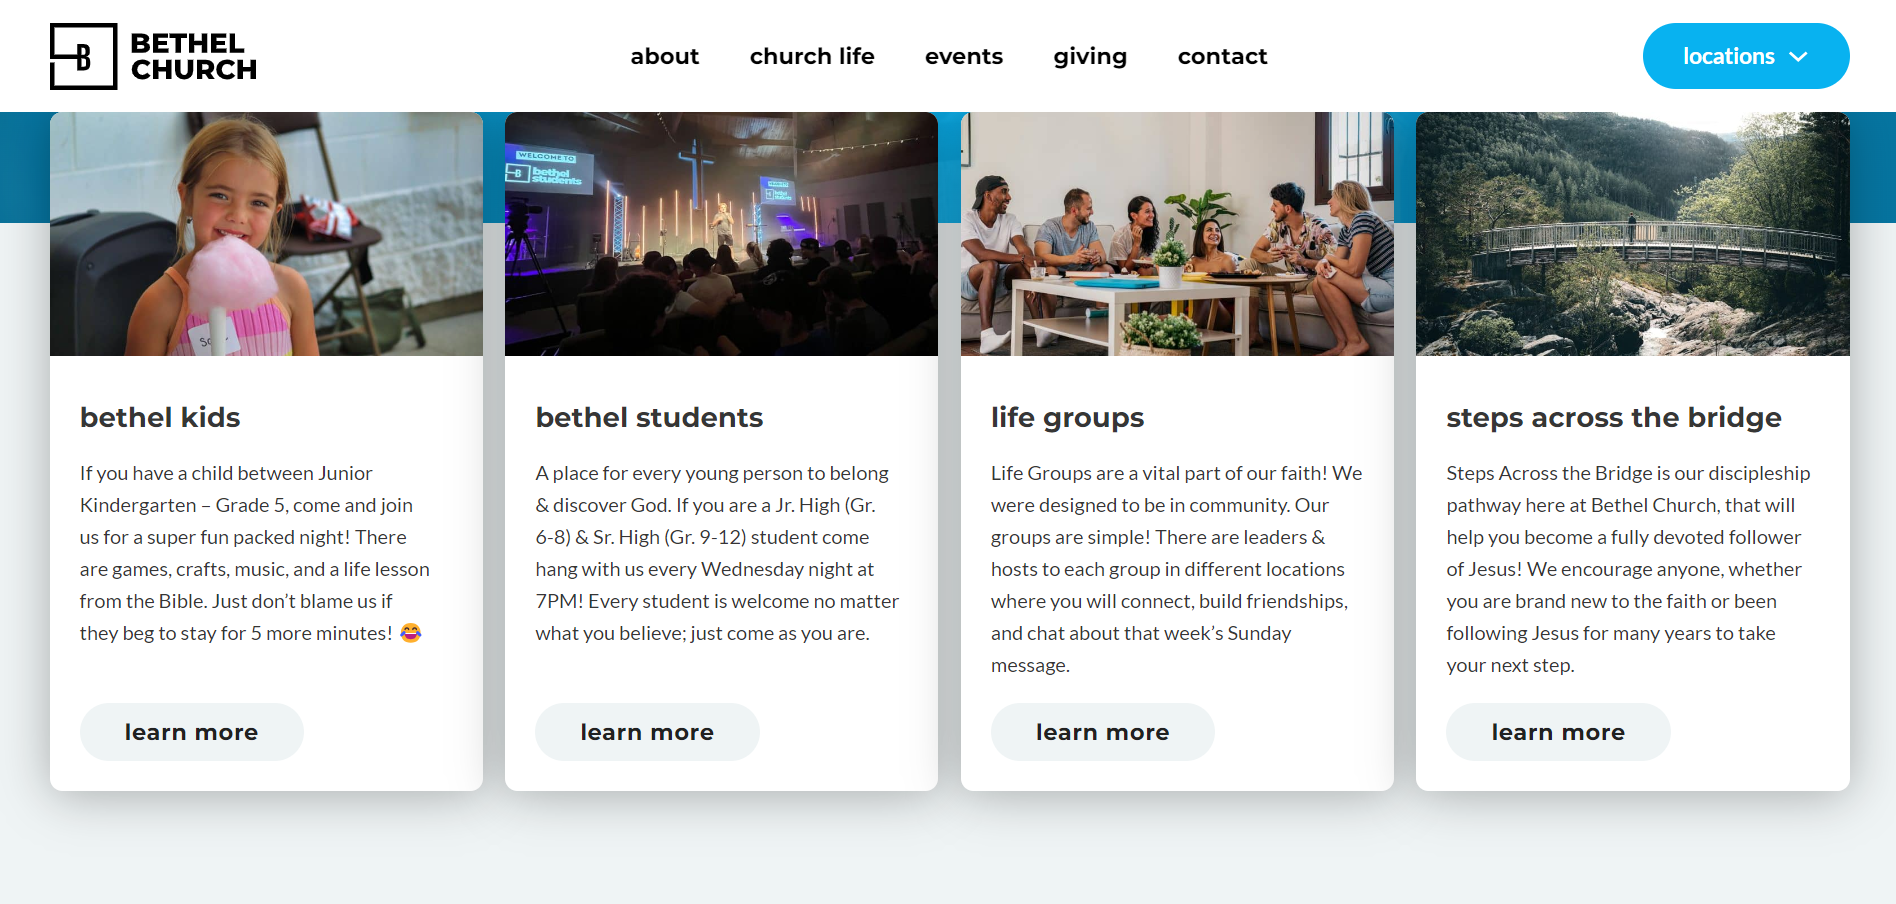 B
BETHEL
CHURCH
about
church life
events
giving
contact
locations
WELCOME TO
B bethel
students
bethel kids
If you have a child between Junior
Kindergarten – Grade 5, come and join
us for a super fun packed night! There
are games, crafts, music, and a life lesson
from the Bible. Just don’t blame us if
they beg to stay for 5 more minutes! 😂
learn more
bethel students
A place for every young person to belong
& discover God. If you are a Jr. High (Gr.
6-8) & Sr. High (Gr. 9-12) student come
hang with us every Wednesday night at
7PM! Every student is welcome no matter
what you believe; just come as you are.
learn more
life groups
Life Groups are a vital part of our faith! We
were designed to be in community. Our
groups are simple! There are leaders &
hosts to each group in different locations
where you will connect, build friendships,
and chat about that week’s Sunday
message.
learn more
steps across the bridge
Steps Across the Bridge is our discipleship
pathway here at Bethel Church, that will
help you become a fully devoted follower
of Jesus! We encourage anyone, whether
you are brand new to the faith or been
following Jesus for many years to take
your next step.
learn more